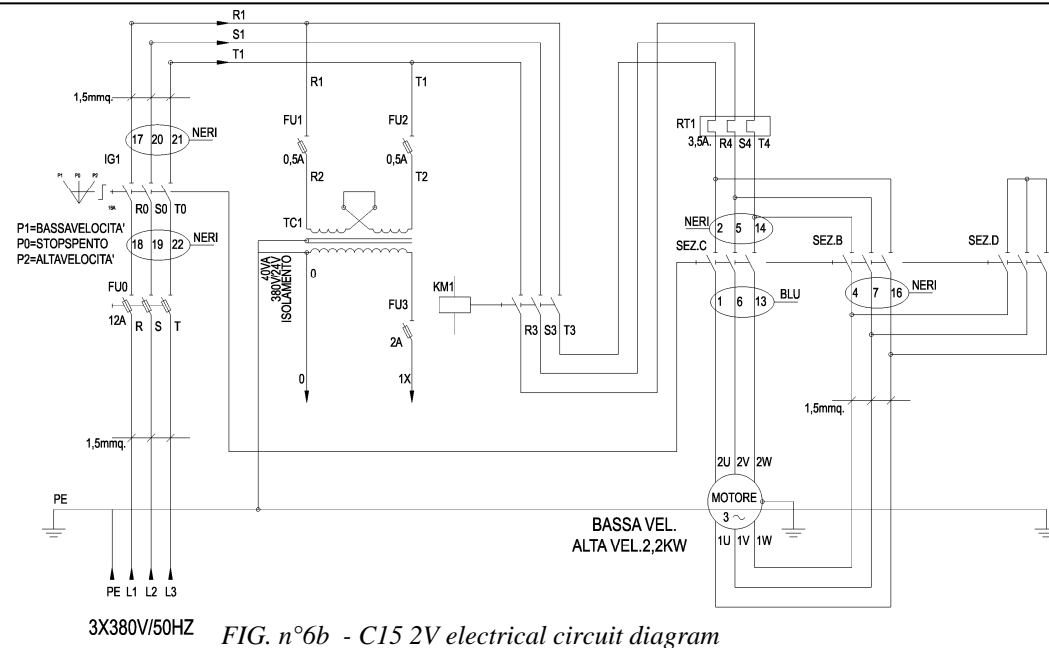 R1
S1
T1
R1
T1
1,5mmq.
FU1
FU2
17 20 21 NERI
RT1
IG1
0,5A
0,5A
3,5A. R4 S4 T4
P1 P0 P2
R2
T2
16A
R0 S0 T0
TC1
NERI 2 5 14
P1=BASSAVELOCITA'
P0=STOPSPENTO
P2=ALTAVELOCITA'
18 19 22 NERI
SEZ.C
SEZ.B
SEZ.D
40VA
380V/24V
ISOLAMENTO
0
FU0
KM1
FU3
1 6 13 BLU
4 7 16 NERI
12A R S T
2A
R3 S3 T3
0
1X
1,5mmq.
1,5mmq.
2U 2V 2W
PE
MOTORE
3 ~
BASSA VEL.
ALTA VEL.2,2KW
1U 1V 1W
PE L1 L2 L3
3X380V/50HZ
FIG. n°6b - C15 2V electrical circuit diagram